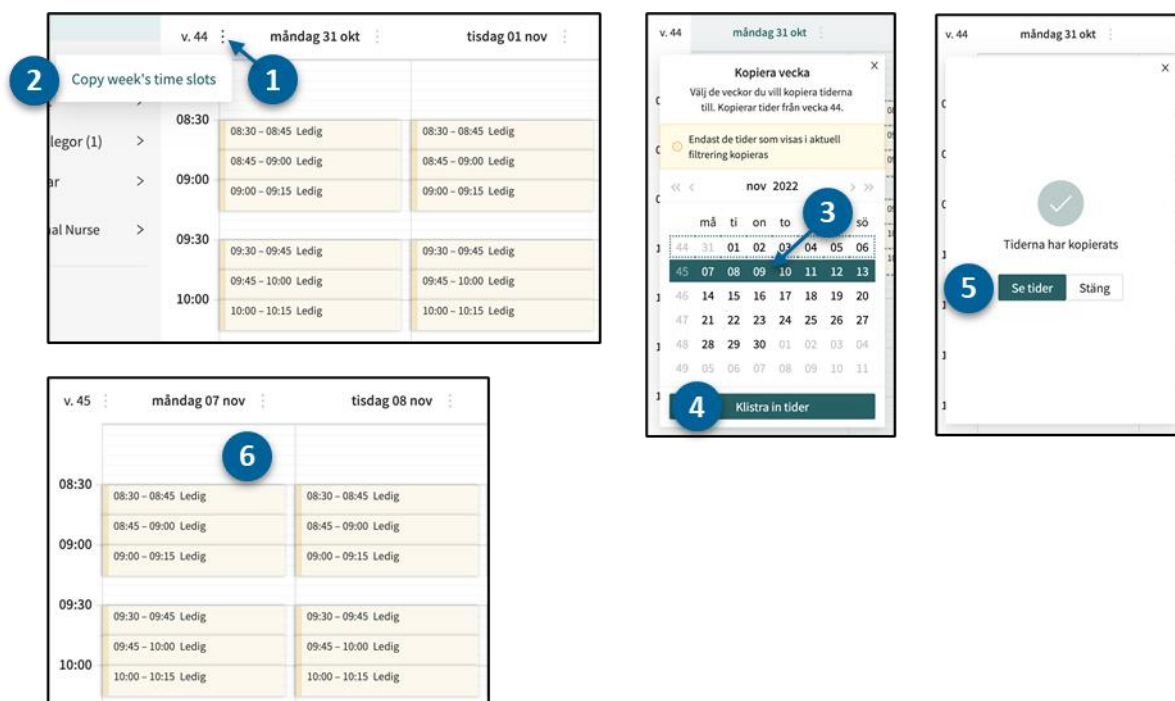 v. 44 måndag 31 okt tisdag 01 nov
2 Copy week's time slots 1
08:30
08:30 – 08:45 Ledig 08:30 – 08:45 Ledig
legor (1)
08:45 – 09:00 Ledig 08:45 – 09:00 Ledig
ar 09:00
09:00 – 09:15 Ledig 09:00 – 09:15 Ledig
al Nurse
09:30
09:30 – 09:45 Ledig 09:30 – 09:45 Ledig
09:45 – 10:00 Ledig 09:45 – 10:00 Ledig
10:00
10:00 – 10:15 Ledig 10:00 – 10:15 Ledig
v. 44 måndag 31 okt
Kopiera vecka X
Välj de veckor du vill kopiera tiderna
till. Kopierar tider från vecka 44.
Endast de tider som visas i aktuell
filtrering kopieras
<< < nov 2022 > >>
3
må ti on to sö
44 31 01 02 03 04 05 06
45 07 08 09 10 11 12 13
46 14 15 16 17 18 19 20
47 21 22 23 24 25 26 27
48 28 29 30 01 02 03 04
49 05 06 07 08 09 10 11
4 Klistra in tider
v. 44 måndag 31 okt
X
Tiderna har kopierats
5 Se tider Stäng
v. 45 måndag 07 nov tisdag 08 nov
6
08:30
08:30 – 08:45 Ledig 08:30 – 08:45 Ledig
08:45 – 09:00 Ledig 08:45 – 09:00 Ledig
09:00
09:00 – 09:15 Ledig 09:00 – 09:15 Ledig
09:30
09:30 – 09:45 Ledig 09:30 – 09:45 Ledig
09:45 – 10:00 Ledig 09:45 – 10:00 Ledig
10:00
10:00 – 10:15 Ledig 10:00 – 10:15 Ledig